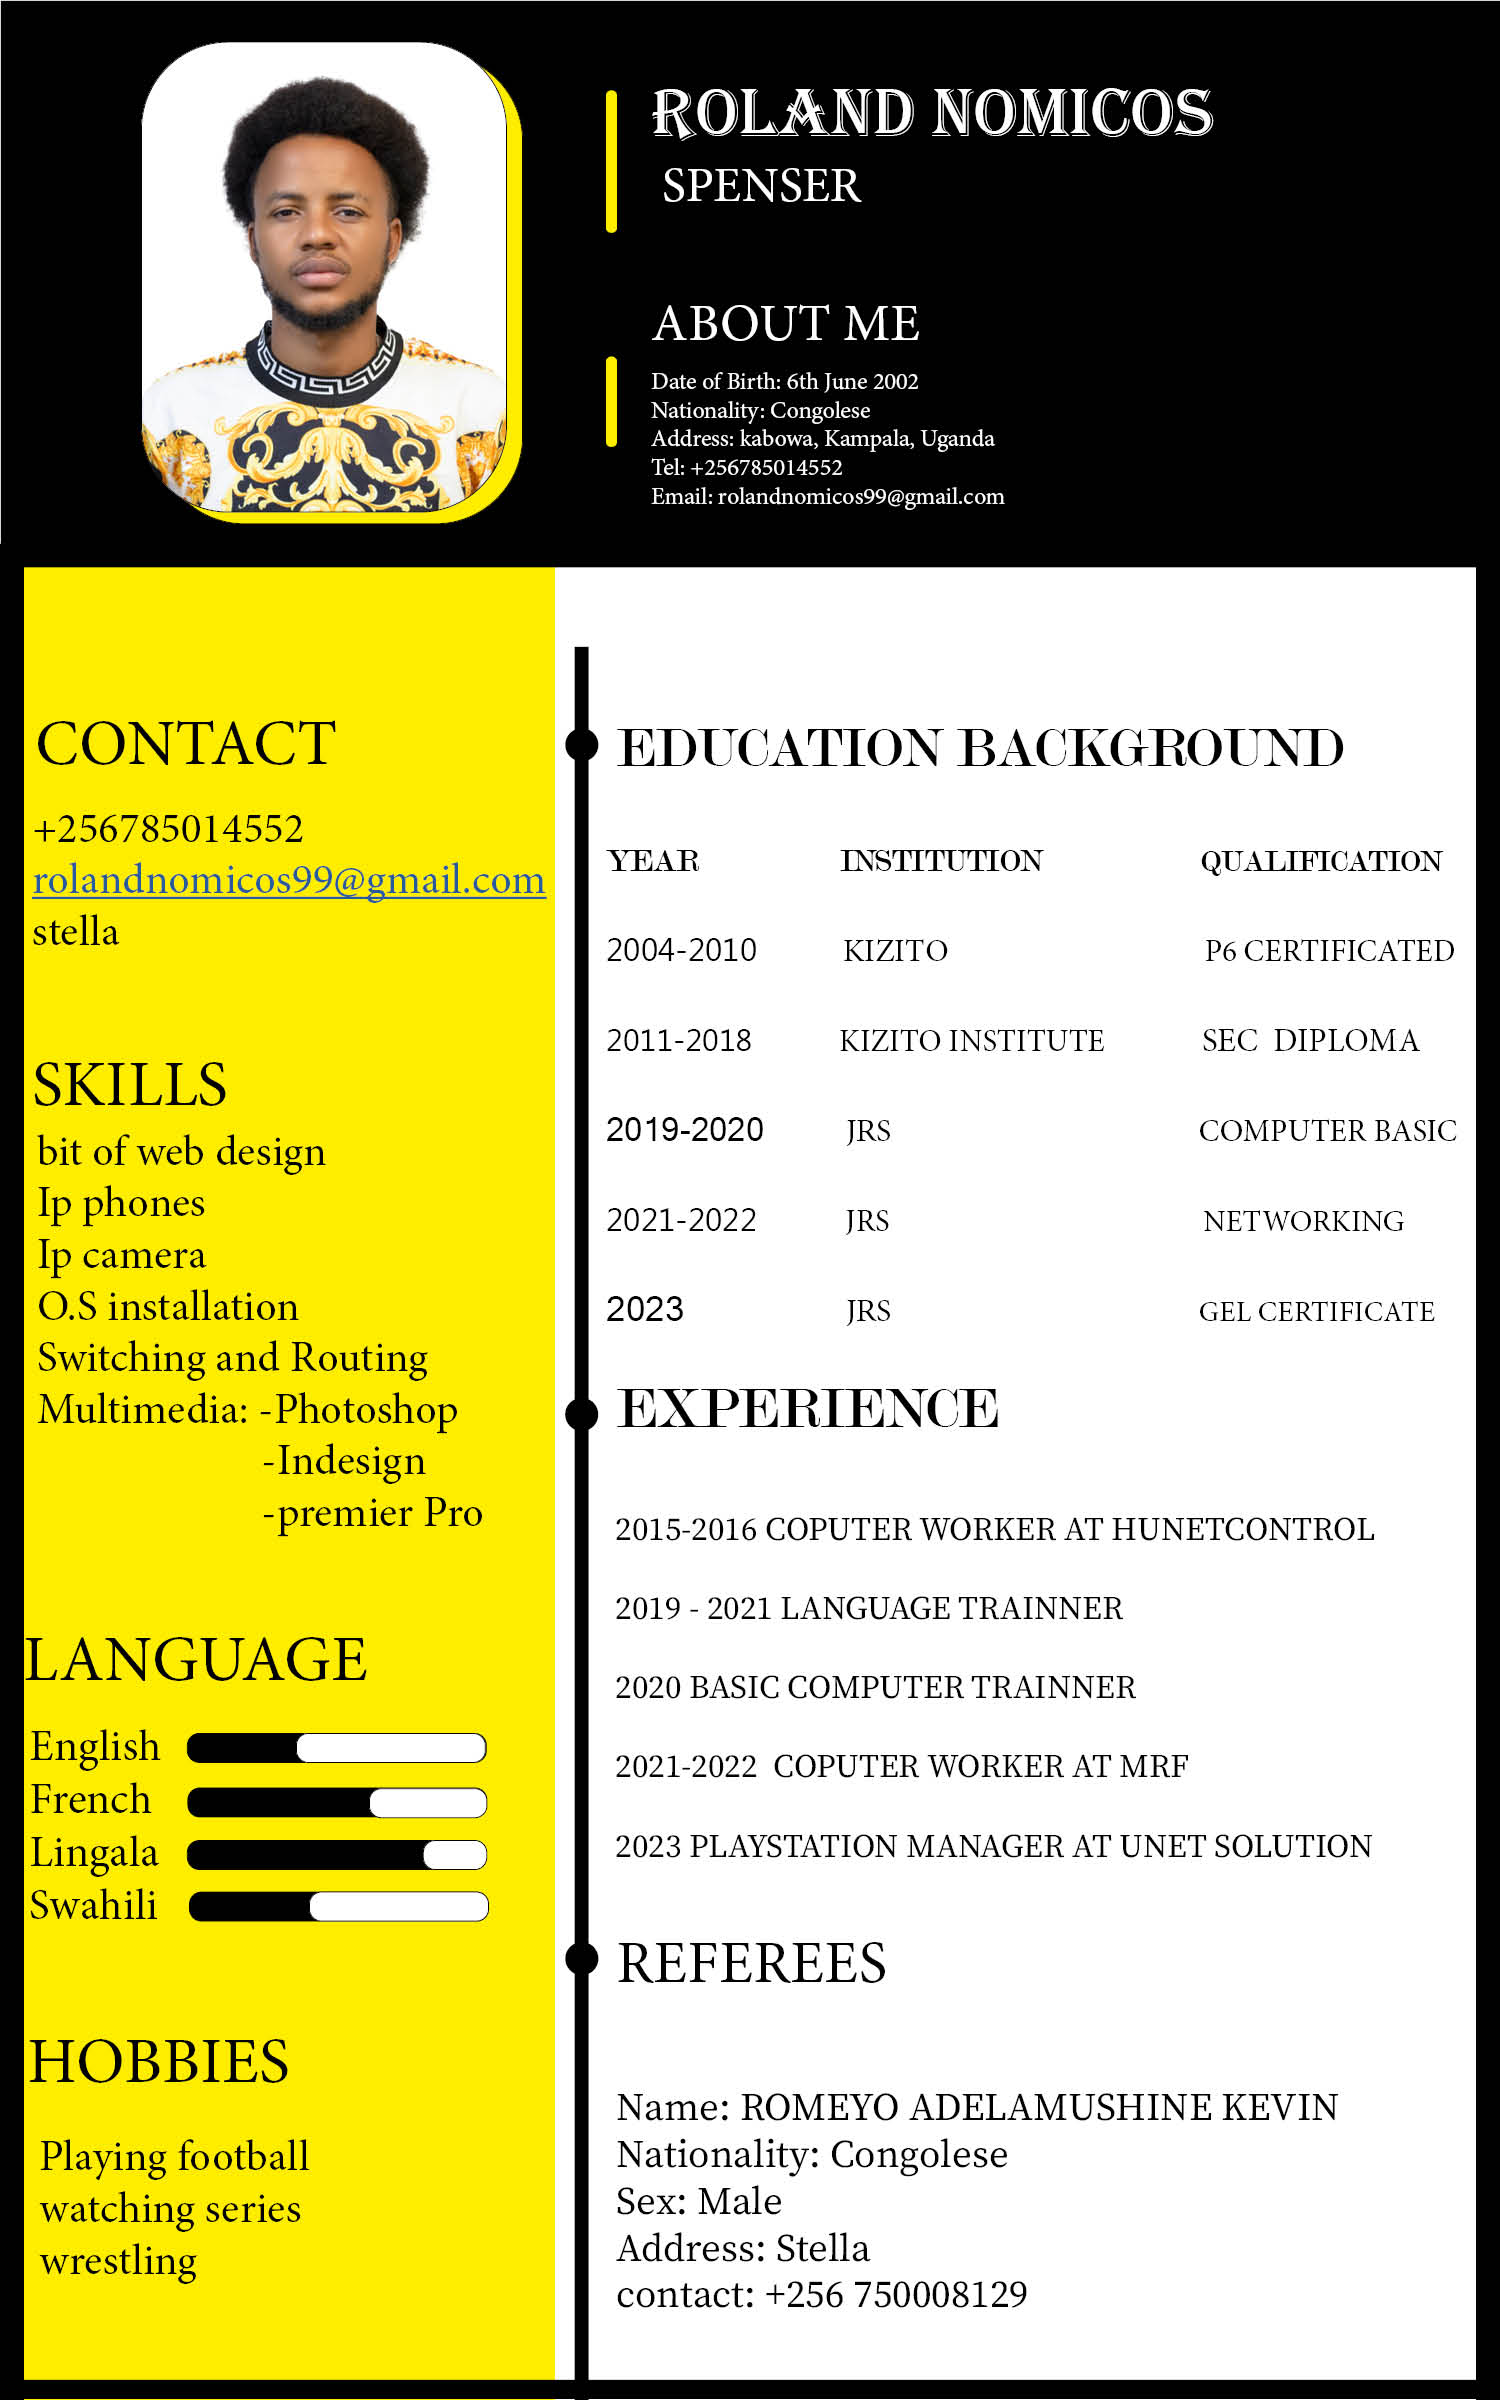 ROLAND NOMICOS
SPENSER
ABOUT ME
Date of Birth: 6th June 2002
Nationality: Congolese
Address: kabowa, Kampala, Uganda
Tel: +256785014552
Email: rolandnomicos99@gmail.com
CONTACT
+256785014552
rolandnomicos99@gmail.com
stella
SKILLS
bit of web design
Ip phones
Ip camera
O.S installation
Switching and Routing
Multimedia: -Photoshop
-Indesign
-premier Pro
LANGUAGE
English
French
Lingala
Swahili
HOBBIES
Playing football
watching series
wrestling
EDUCATION BACKGROUND
YEAR INSTITUTION QUALIFICATION
2004-2010 KIZITO P6 CERTIFICATED
2011-2018 KIZITO INSTITUTE SEC DIPLOMA
2019-2020 JRS COMPUTER BASIC
2021-2022 JRS NETWORKING
2023 JRS GEL CERTIFICATE
EXPERIENCE
2015-2016 COPUTER WORKER AT HUNETCONTROL
2019 - 2021 LANGUAGE TRAINNER
2020 BASIC COMPUTER TRAINNER
2021-2022 COPUTER WORKER AT MRF
2023 PLAYSTATION MANAGER AT UNET SOLUTION
REFEREES
Name: ROMEYO ADELAMUSHINE KEVIN
Nationality: Congolese
Sex: Male
Address: Stella
contact: +256 750008129